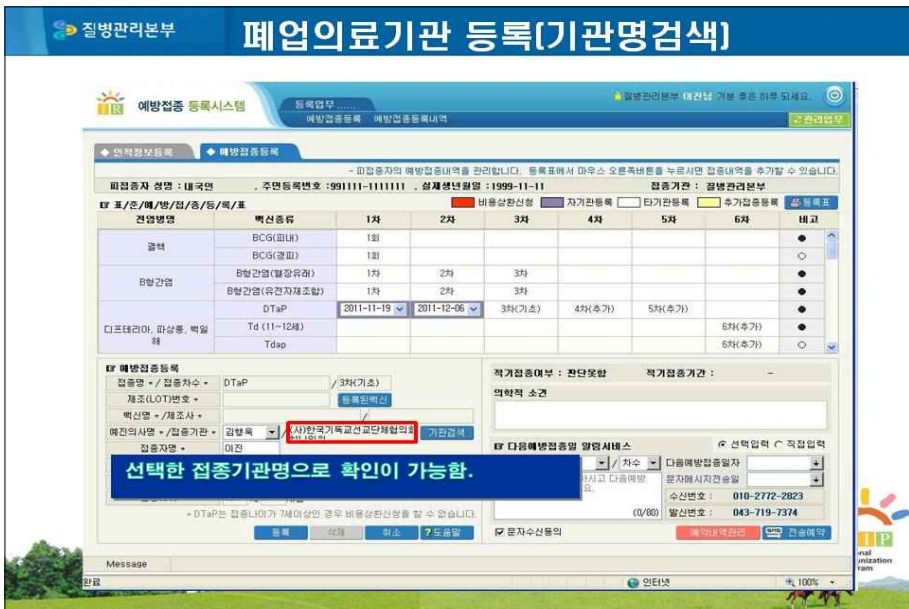 질병관리본부
폐업의료기관 등록(기관명검색)
예방접종 등록시스템
등록업무 ......
질병관리본부 이진님 기분 좋은 하루 되세요.
예방접종등록 예방접종등록내역
관리업무
인적정보등록 예방접종등록
- 피접종자의 예방접종내역을 관리합니다. 등록표에서 마우스 오른쪽버튼을 누르시면 접종내역을 추가할 수 있습니다.
피접종자 성명 : 내국인 , 주민등록번호 : 991111-1111111 , 실제생년월일 : 1999-11-11 접종기관 : 질병관리본부
표/준/예/방/접/종/등/록/표 비용상환신청 자기관등록 타기관등록 추가접종등록 등록표
전염병명 백신종류 1차 2차 3차 4차 5차 6차 비고
결핵 BCG(피내) 1회 ●
BCG(경피) 1회 ○
B형간염 B형간염(혈장유래) 1차 2차 3차 ●
B형간염(유전자재조합) 1차 2차 3차 ●
디프테리아, 파상풍, 백일해 DTaP 2011-11-19 2011-12-06 3차(기초) 4차(추가) 5차(추가) ●
Td (11~12세) 6차(추가) ●
Tdap 6차(추가) ○
예방접종등록
접종명 * / 접종차수 * DTaP / 3차(기초)
제조(LOT)번호 * 등록된백신
백신명 * /제조사 * /
예진의사명 * /접종기관 * 김행욱 / (사)한국기독교선교단체협의회 기관검색
접종자명 * 이진
적기접종여부 : 판단못함 적기접종기간 : -
의학적 소견
다음예방접종일 알림서비스 선택입력 직접입력
/ 차수 다음예방접종일자
문자메시지전송일
수신번호 : 010-2772-2823
(0/80) 발신번호 : 043-719-7374
선택한 접종기관명으로 확인이 가능함.
* DTaP는 접종나이가 7세이상인 경우 비용상환신청을 할 수 없습니다.
등록 삭제 취소 ? 도움말
문자수신동의 예약내역관리 SMS 전송예약
Message
완료 인터넷 100%